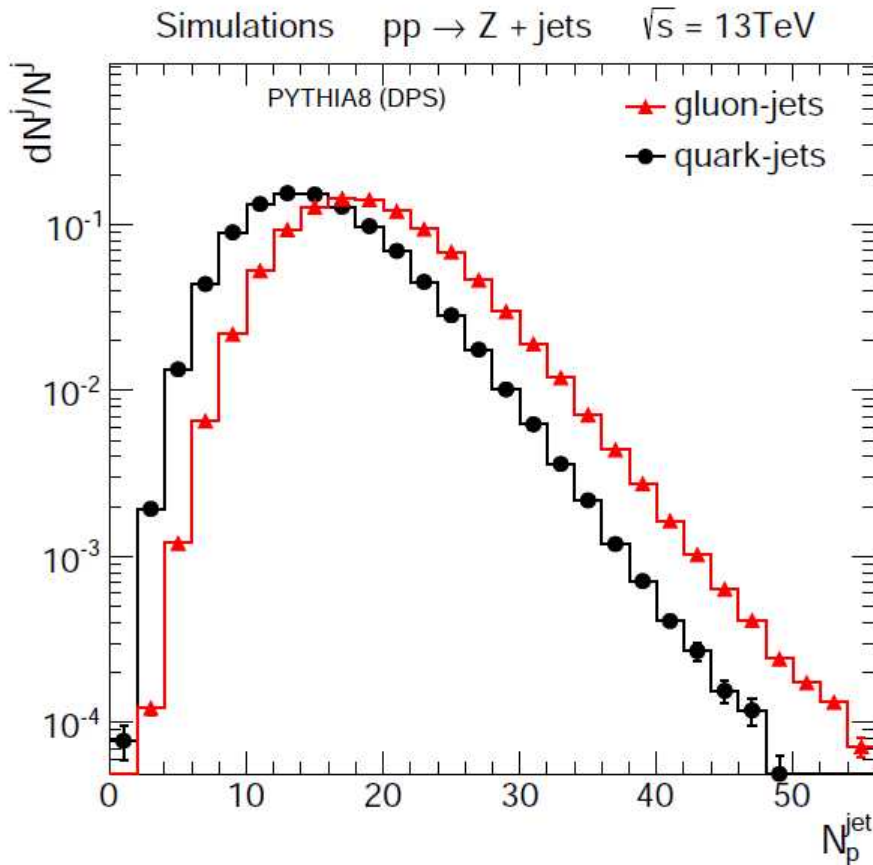 Simulations pp → Z + jets √s = 13TeV
PYTHIA8 (DPS)
gluon-jets
quark-jets
dN^j/N^j
10^-1
10^-2
10^-3
10^-4
0 10 20 30 40 50
N_p^jet